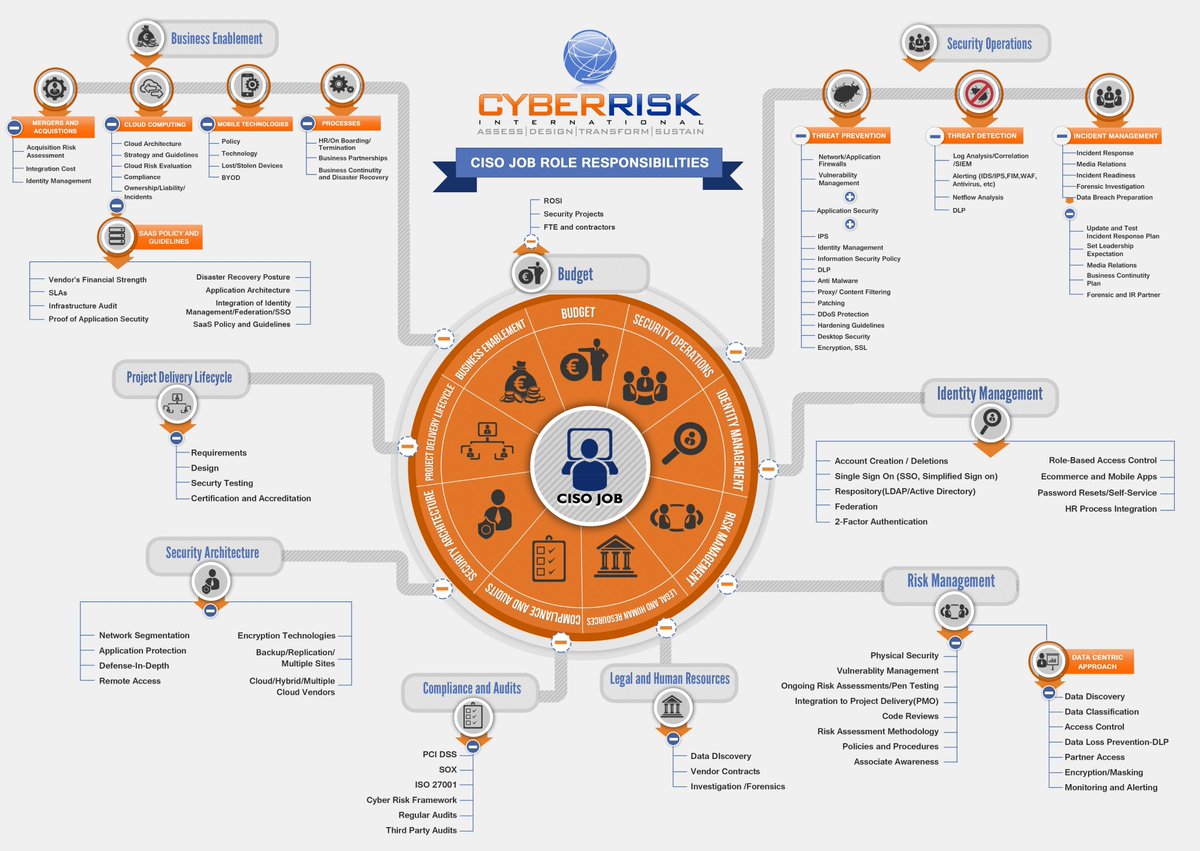 Business Enablement
MERGERS AND
ACQUISTIONS
Acquisition Risk
Assessment
Integration Cost
Identity Management
CLOUD COMPUTING
Cloud Architecture
Strategy and Guidelines
Cloud Risk Evaluation
Compliance
Ownership/Liability/
Incidents
MOBILE TECHNOLOGIES
Policy
Technology
Lost/Stolen Devices
BYOD
PROCESSES
HR/On Boarding/
Termination
Business Partnerships
Business Continuity
and Disaster Recovery
SAAS POLICY AND
GUIDELINES
Vendor's Financial Strength
SLAs
Infrastructure Audit
Proof of Application Secutity
Disaster Recovery Posture
Application Architecture
Integration of Identity
Management/Federation/SSO
SaaS Policy and Guidelines
CYBERRISK
INTERNATIONAL
ASSESS|DESIGN|TRANSFORM|SUSTAIN
CISO JOB ROLE RESPONSIBILITIES
ROSI
Security Projects
FTE and contractors
Budget
Security Operations
THREAT PREVENTION
Network/Application
Firewalls
Vulnerability
Management
Application Security
IPS
Identity Management
Information Security Policy
DLP
Anti Malware
Proxy/ Content Filtering
Patching
DDoS Protection
Hardening Guidelines
Desktop Security
Encryption, SSL
THREAT DETECTION
Log Analysis/Correlation
/SIEM
Alerting (IDS/IPS,FIM,WAF,
Antivirus, etc)
Netflow Analysis
DLP
INCIDENT MANAGEMENT
Incident Response
Media Relations
Incident Readiness
Forensic Investigation
Data Breach Preparation
Update and Test
Incident Response Plan
Set Leadership
Expectation
Media Relations
Business Continutity
Plan
Forensic and IR Partner
BUDGET
SECURITY OPERATIONS
IDENTITY MANAGEMENT
RISK MANAGEMENT
LEGAL AND HUMAN RESOURCES
COMPLIANCE AND AUDITS
SECURITY ARCHITECTURE
PROJECT DELIVERY LIFECYCLE
BUSINESS ENABLEMENT
CISO JOB
Project Delivery Lifecycle
Requirements
Design
Securty Testing
Certification and Accreditation
Identity Management
Account Creation / Deletions
Single Sign On (SSO, Simplified Sign on)
Respository(LDAP/Active Directory)
Federation
2-Factor Authentication
Role-Based Access Control
Ecommerce and Mobile Apps
Password Resets/Self-Service
HR Process Integration
Security Architecture
Network Segmentation
Application Protection
Defense-In-Depth
Remote Access
Encryption Technologies
Backup/Replication/
Multiple Sites
Cloud/Hybrid/Multiple
Cloud Vendors
Risk Management
Physical Security
Vulnerablity Management
Ongoing Risk Assessments/Pen Testing
Integration to Project Delivery(PMO)
Code Reviews
Risk Assessment Methodology
Policies and Procedures
Associate Awareness
DATA CENTRIC
APPROACH
Data Discovery
Data Classification
Access Control
Data Loss Prevention-DLP
Partner Access
Encryption/Masking
Monitoring and Alerting
Compliance and Audits
PCI DSS
SOX
ISO 27001
Cyber Risk Framework
Regular Audits
Third Party Audits
Legal and Human Resources
Data DIscovery
Vendor Contracts
Investigation /Forensics